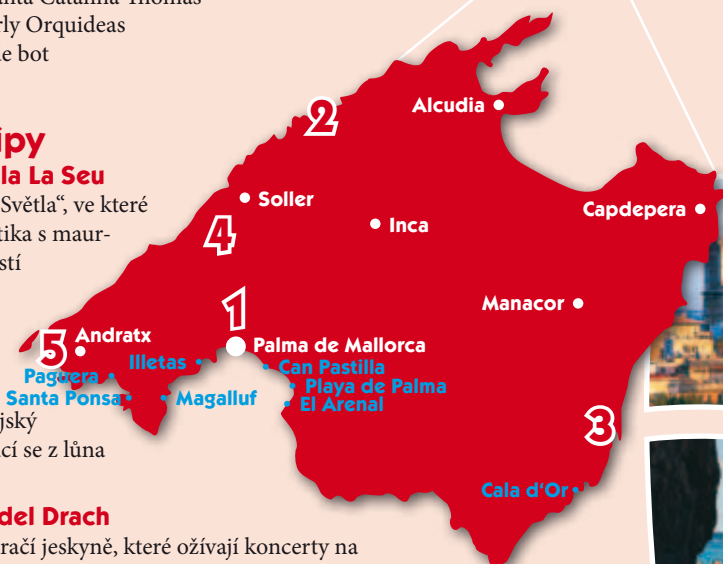 anta Catalina Thomas
rly Orquideas
e bot
ipy
la La Seu
Světla“, ve které
tika s maur-
stí
jský
cí se z lůna
del Drach
račí jeskyně, které ožívají koncerty na
Alcudia
2
Soller
Capdepera
Inca
4
Manacor
1
Andratx
5
Palma de Mallorca
Illetas
Can Pastilla
Paguera
Playa de Palma
Santa Ponsa
Magalluf
El Arenal
3
Cala d‘Or